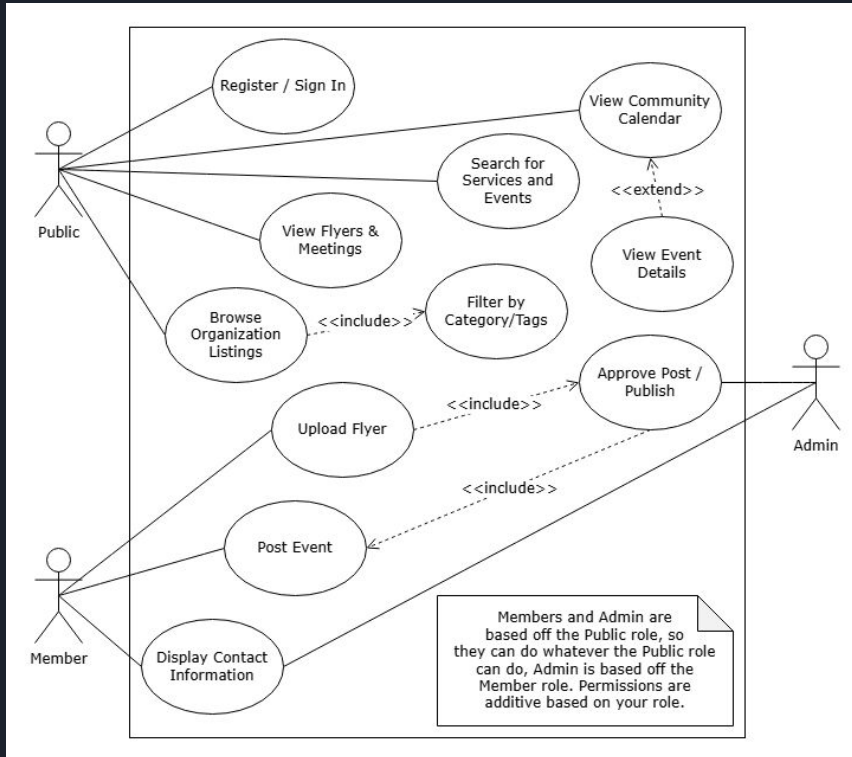 Register / Sign In
View Community
Calendar
Search for
Services and
Events
<<extend>>
Public
View Flyers &
Meetings
View Event
Details
Browse
Organization
Listings
<<include>>
Filter by
Category/Tags
Approve Post /
Publish
<<include>>
Upload Flyer
Admin
<<include>>
Post Event
Member
Display Contact
Information
Members and Admin are
based off the Public role, so
they can do whatever the Public role
can do, Admin is based off the
Member role. Permissions are
additive based on your role.